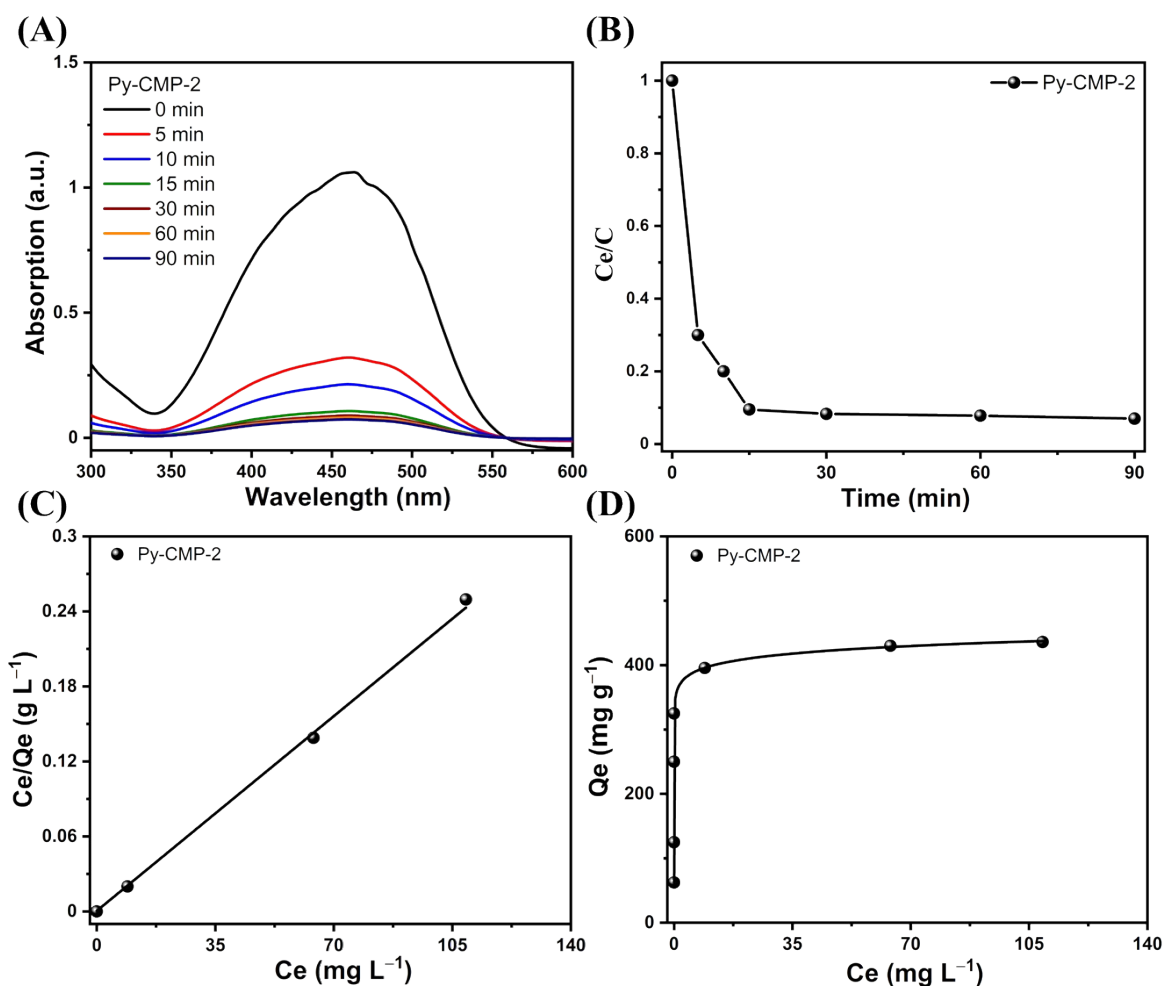 (A)
1.5
1
0.5
0
Absorption (a.u.)
Py-CMP-2
0 min
5 min
10 min
15 min
30 min
60 min
90 min
300 350 400 450 500 550 600
Wavelength (nm)
(B)
1
0.8
0.6
0.4
0.2
0
Ce/C
Py-CMP-2
0 30 60 90
Time (min)
(C)
0.3
0.24
0.18
0.12
0.06
0
Ce/Qe (g L⁻¹)
Py-CMP-2
0 35 70 105 140
Ce (mg L⁻¹)
(D)
600
400
200
0
Qe (mg g⁻¹)
Py-CMP-2
0 35 70 105 140
Ce (mg L⁻¹)